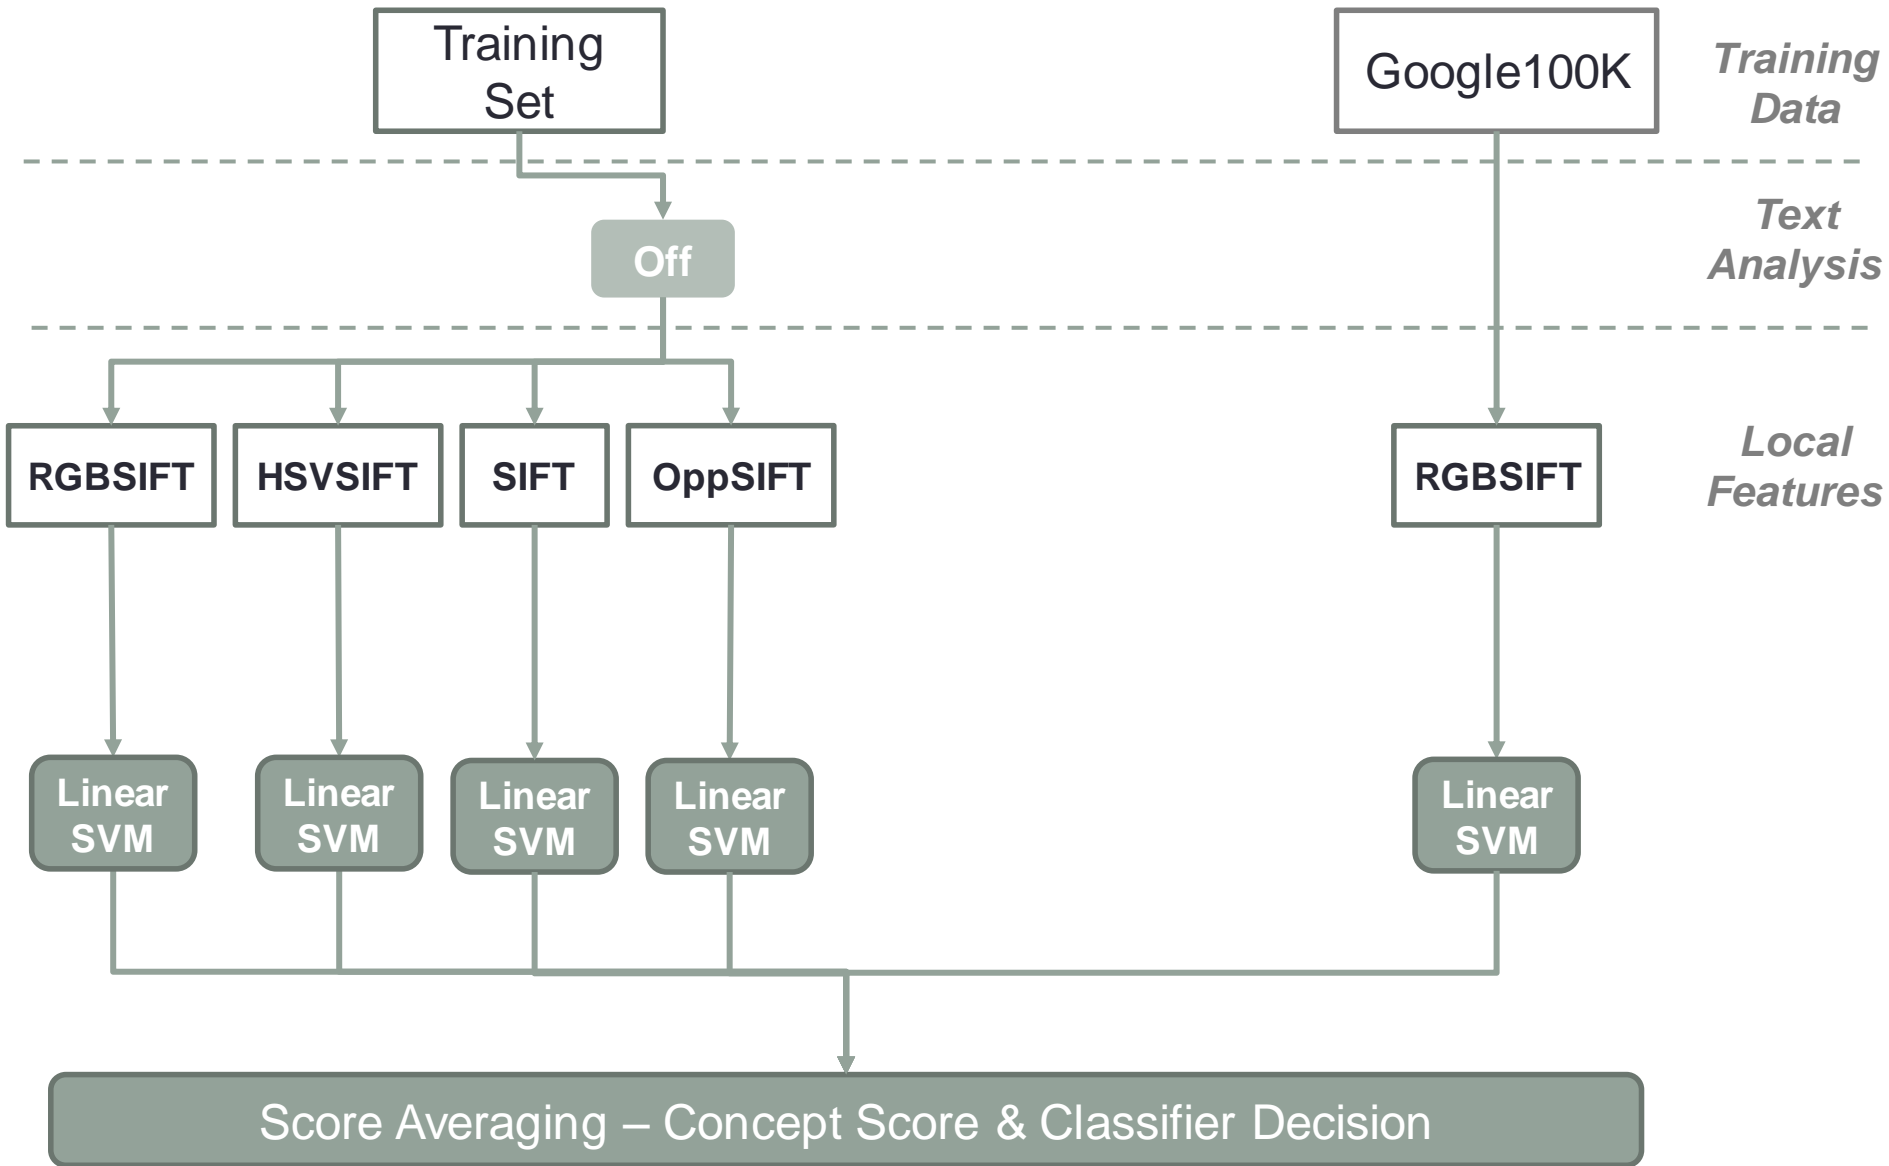 Training
Set
Google100K
Training
Data
Off
Text
Analysis
RGBSIFT
HSVSIFT
SIFT
OppSIFT
RGBSIFT
Local
Features
Linear
SVM
Linear
SVM
Linear
SVM
Linear
SVM
Linear
SVM
Score Averaging – Concept Score & Classifier Decision